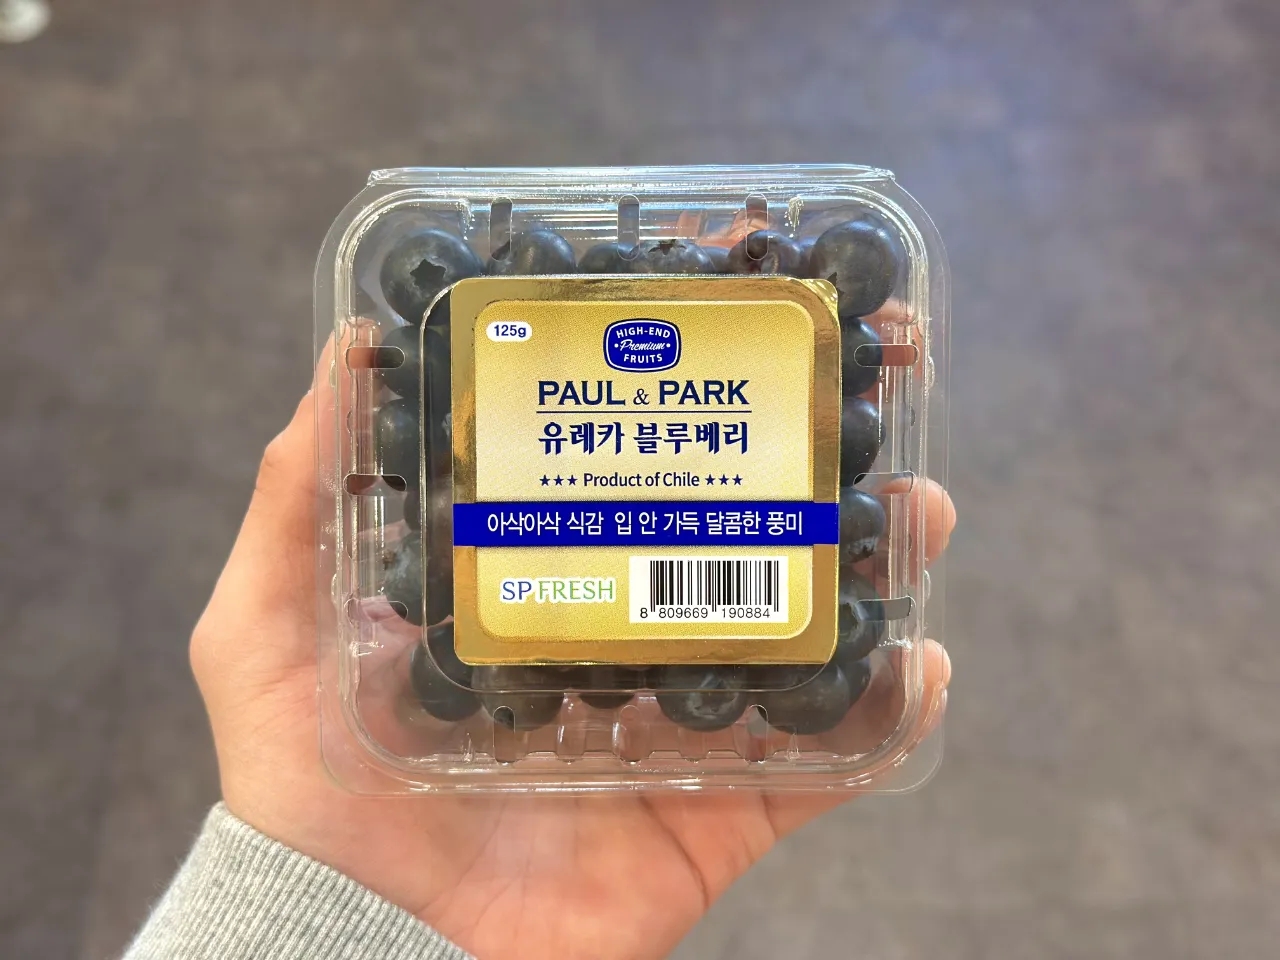 125g
HIGH-END
Premium
FRUITS
PAUL & PARK
유레카 블루베리
★★★ Product of Chile ★★★
아삭아삭 식감 입 안 가득 달콤한 풍미
SP FRESH
8 809669 190884